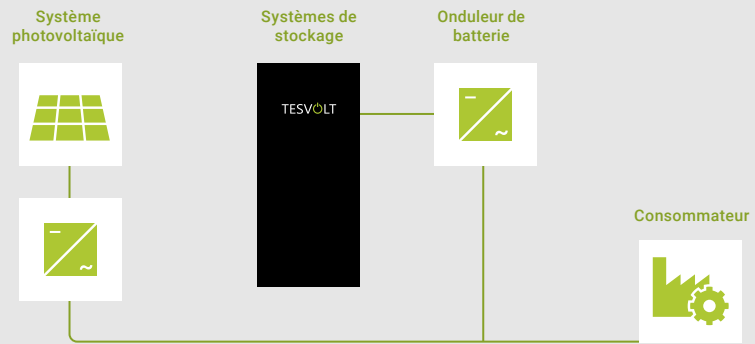 Système
photovoltaïque
Systèmes de
stockage
Onduleur de
batterie
TESVOLT
Consommateur